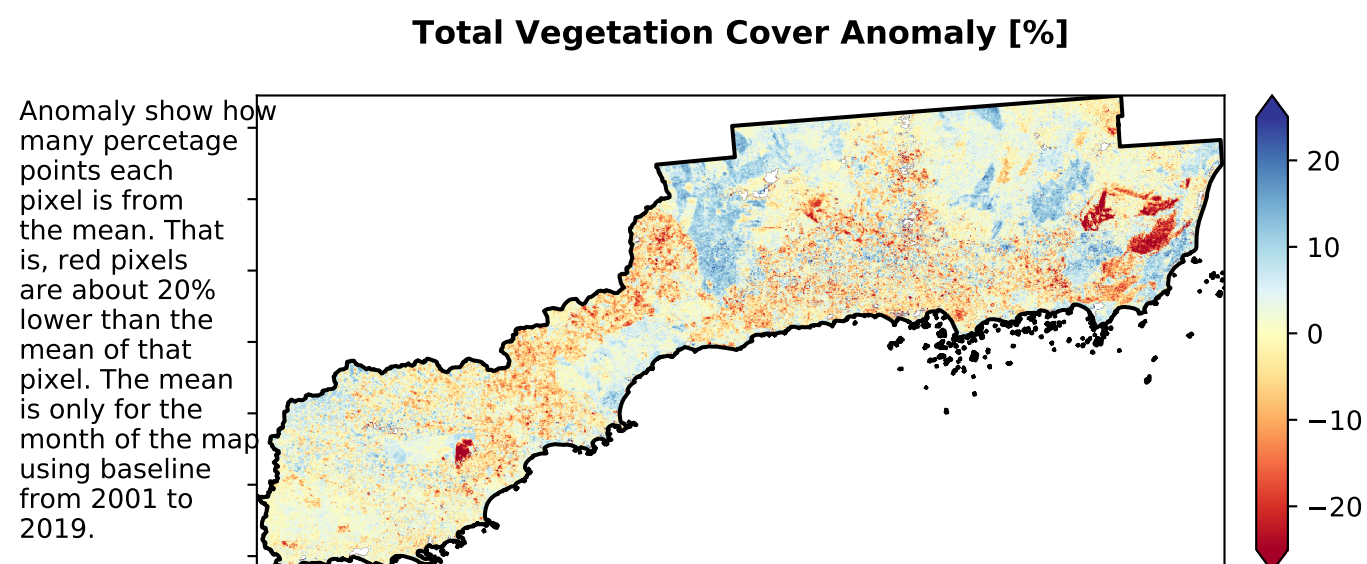 Total Vegetation Cover Anomaly [%]
Anomaly show how
many percetage
points each
pixel is from
the mean. That
is, red pixels
are about 20%
lower than the
mean of that
pixel. The mean
is only for the
month of the map
using baseline
from 2001 to
2019.
20
10
0
−10
−20